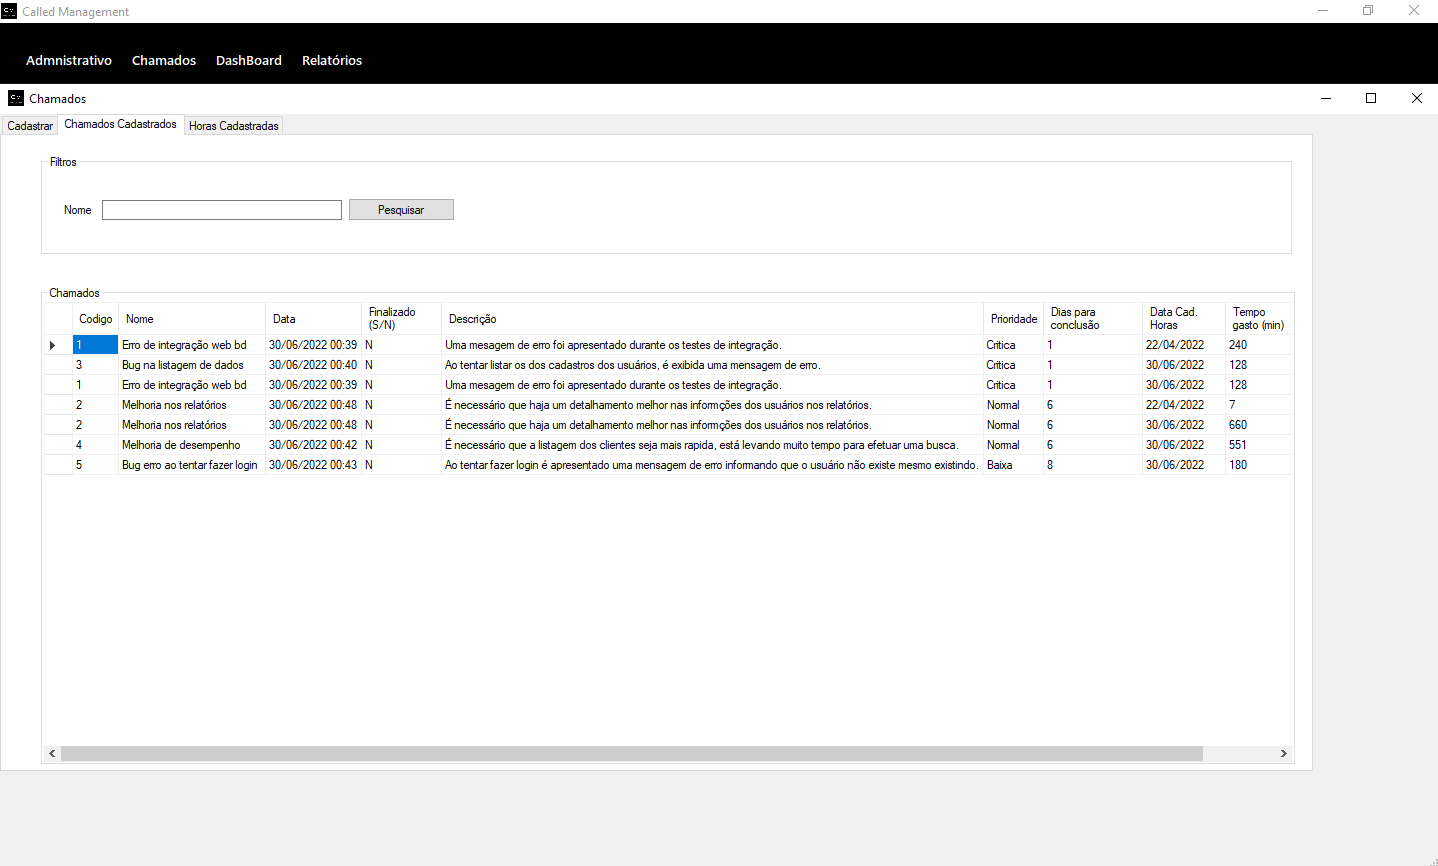 Called Management
Admnistrativo Chamados DashBoard Relatórios
Chamados
Cadastrar Chamados Cadastrados Horas Cadastradas
Filtros
Nome Pesquisar
Chamados
Codigo Nome Data Finalizado (S/N) Descrição Prioridade Dias para conclusão Data Cad. Horas Tempo gasto (min)
1 Erro de integração web bd 30/06/2022 00:39 N Uma mesagem de erro foi apresentado durante os testes de integração. Critica 1 22/04/2022 240
3 Bug na listagem de dados 30/06/2022 00:40 N Ao tentar listar os dos cadastros dos usuários, é exibida uma mensagem de erro. Critica 1 30/06/2022 128
1 Erro de integração web bd 30/06/2022 00:39 N Uma mesagem de erro foi apresentado durante os testes de integração. Critica 1 30/06/2022 128
2 Melhoria nos relatórios 30/06/2022 00:48 N É necessário que haja um detalhamento melhor nas informções dos usuários nos relatórios. Normal 6 22/04/2022 7
2 Melhoria nos relatórios 30/06/2022 00:48 N É necessário que haja um detalhamento melhor nas informções dos usuários nos relatórios. Normal 6 30/06/2022 660
4 Melhoria de desempenho 30/06/2022 00:42 N É necessário que a listagem dos clientes seja mais rapida, está levando muito tempo para efetuar uma busca. Normal 6 30/06/2022 551
5 Bug erro ao tentar fazer login 30/06/2022 00:43 N Ao tentar fazer login é apresentado uma mensagem de erro informando que o usuário não existe mesmo existindo. Baixa 8 30/06/2022 180